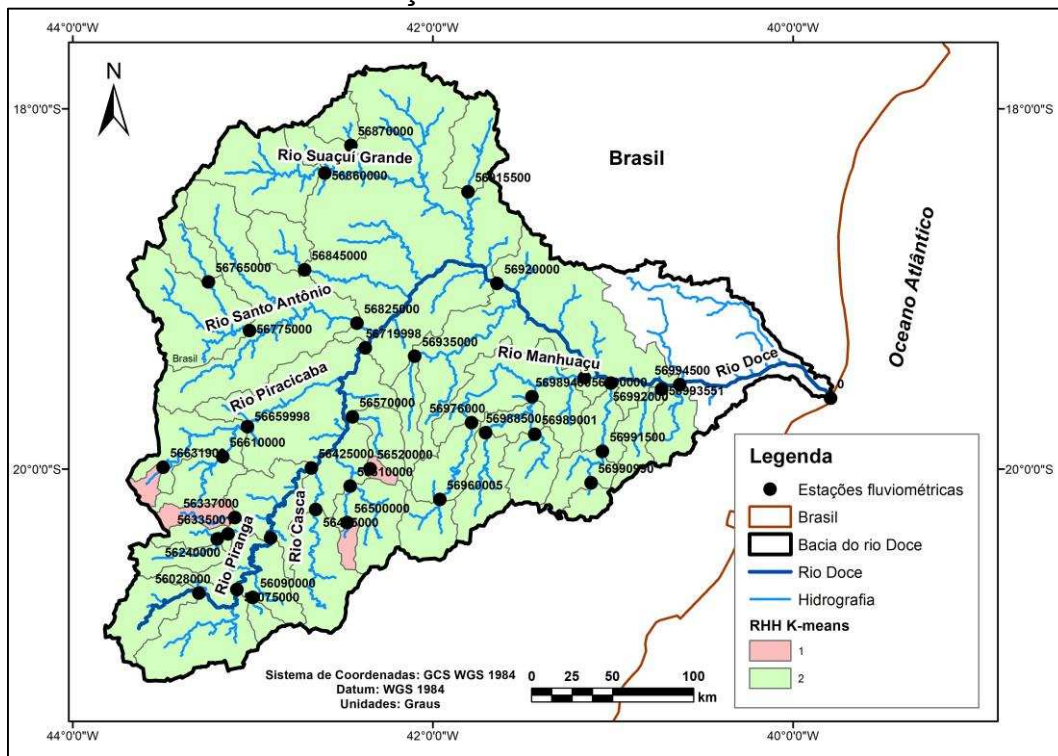 44°0'0"W
42°0'0"W
40°0'0"W
N
18°0'0"S
18°0'0"S
56870000
Rio Suaçuí Grande
Brasil
56860000
56915500
Oceano Atlântico
56845000
56765000
56920000
Rio Santo Antônio
56825000
56775000
56719998
56935000
Rio Manhuaçu
Brasil
Rio Doce
56994500
0
56992000
Rio Piracicaba
56570000
56976000
56988500
56989001
56659998
56610000
56991500
20°0'0"S
20°0'0"S
56425000
56520000
56990990
56500000
56960005
Rio Casca
56337000
56240000
Rio Piranga
56028000
56090000
Legenda
Estações fluviométricas
Brasil
Bacia do rio Doce
Rio Doce
Hidrografia
RHH K-means
1
2
Sistema de Coordenadas: GCS WGS 1984
Datum: WGS 1984
Unidades: Graus
0 25 50 100
km
44°0'0"W
42°0'0"W
40°0'0"W